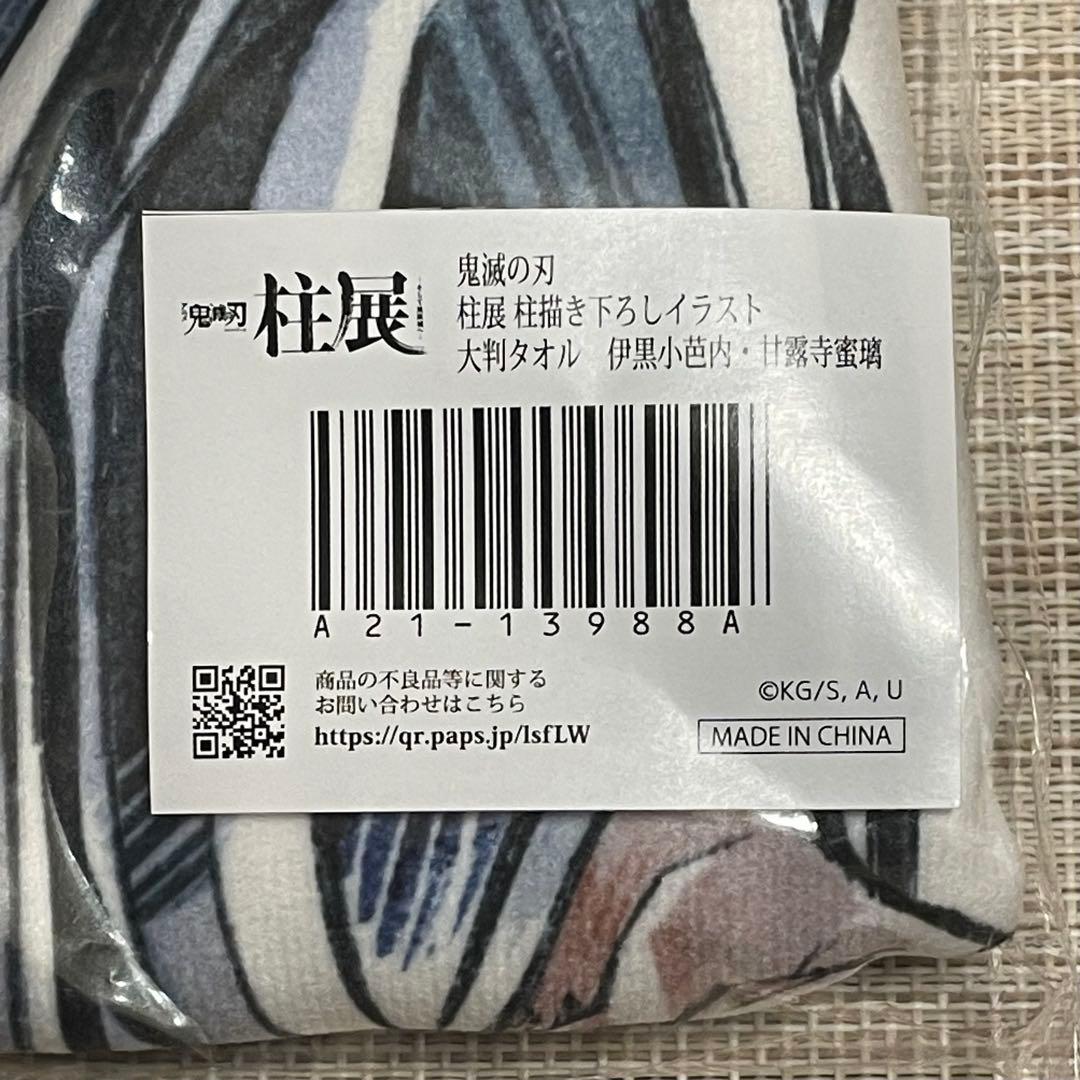 鬼滅の刃
柱展
鬼滅の刃
柱展 柱描き下ろしイラスト
大判タオル　伊黒小芭内・甘露寺蜜璃
A21-13988A
商品の不良品等に関する
お問い合わせはこちら
https://qr.paps.jp/lsfLW
©KG/S, A, U
MADE IN CHINA